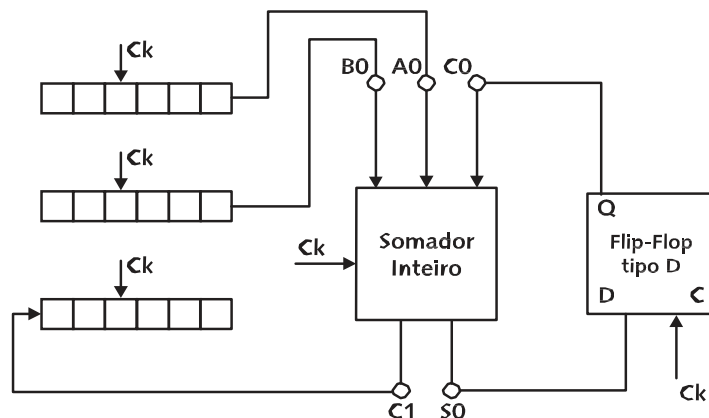 Ck
B0 A0 C0
Ck
Q
Flip-Flop
tipo D
D C
Somador
Inteiro
Ck
Ck
Ck
C1 S0